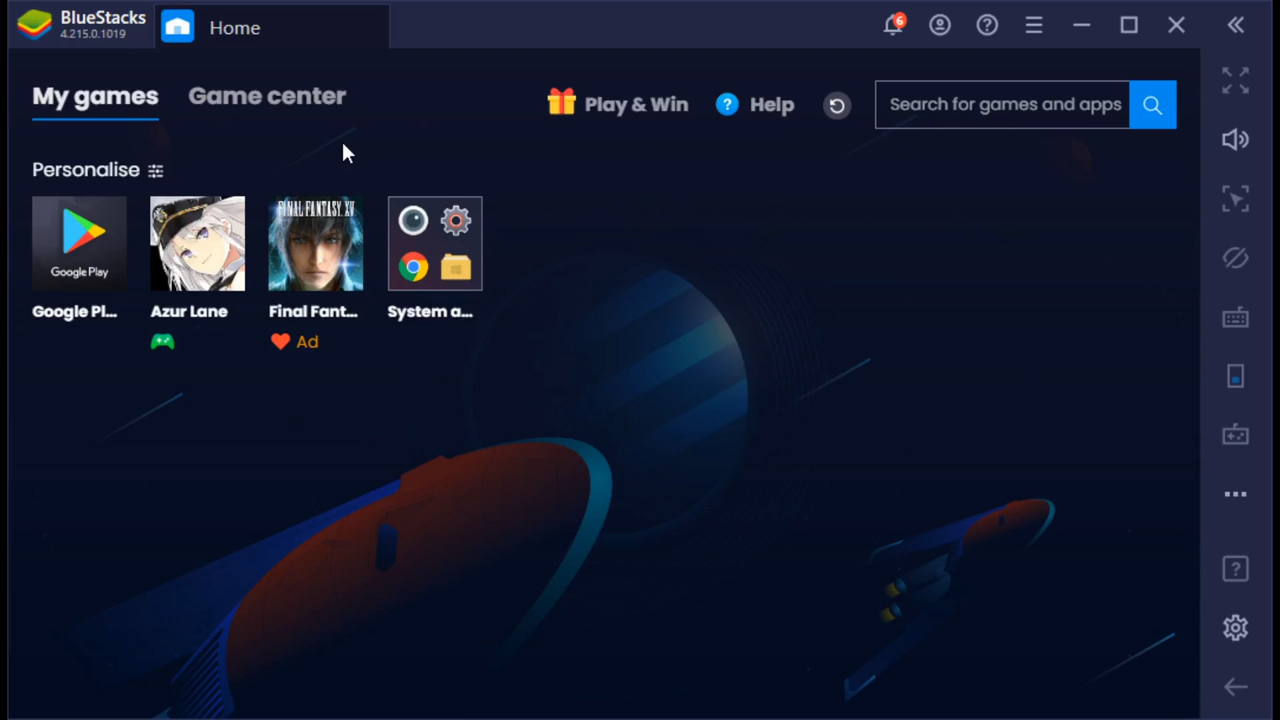 BlueStacks
4.215.0.1019
Home
6
My games
Game center
Play & Win
? Help
Search for games and apps
Personalise
Google Play
FINAL FANTASY XV
Google Pl...
Azur Lane
Final Fant...
System a...
Ad